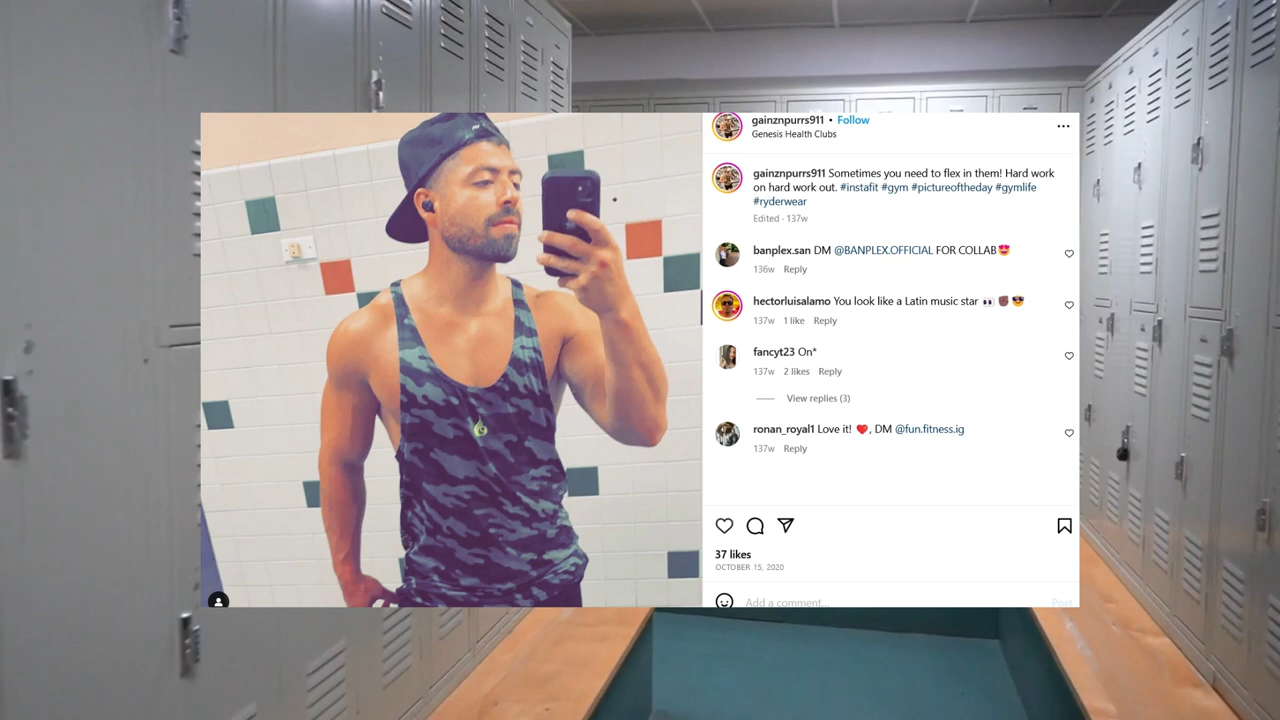 gainznpurrs911 • Follow
Genesis Health Clubs
gainznpurrs911 Sometimes you need to flex in them! Hard work
on hard work out. #instafit #gym #pictureoftheday #gymlife
#ryderwear
Edited · 137w
banplex.san DM @BANPLEX.OFFICIAL FOR COLLAB😍
136w Reply
hectorluisalamo You look like a Latin music star 👀 ✊🏾 😎
137w 1 like Reply
fancyt23 On*
137w 2 likes Reply
View replies (3)
ronan_royal1 Love it! ❤️, DM @fun.fitness.ig
137w Reply
37 likes
OCTOBER 15, 2020
Add a comment...
Post